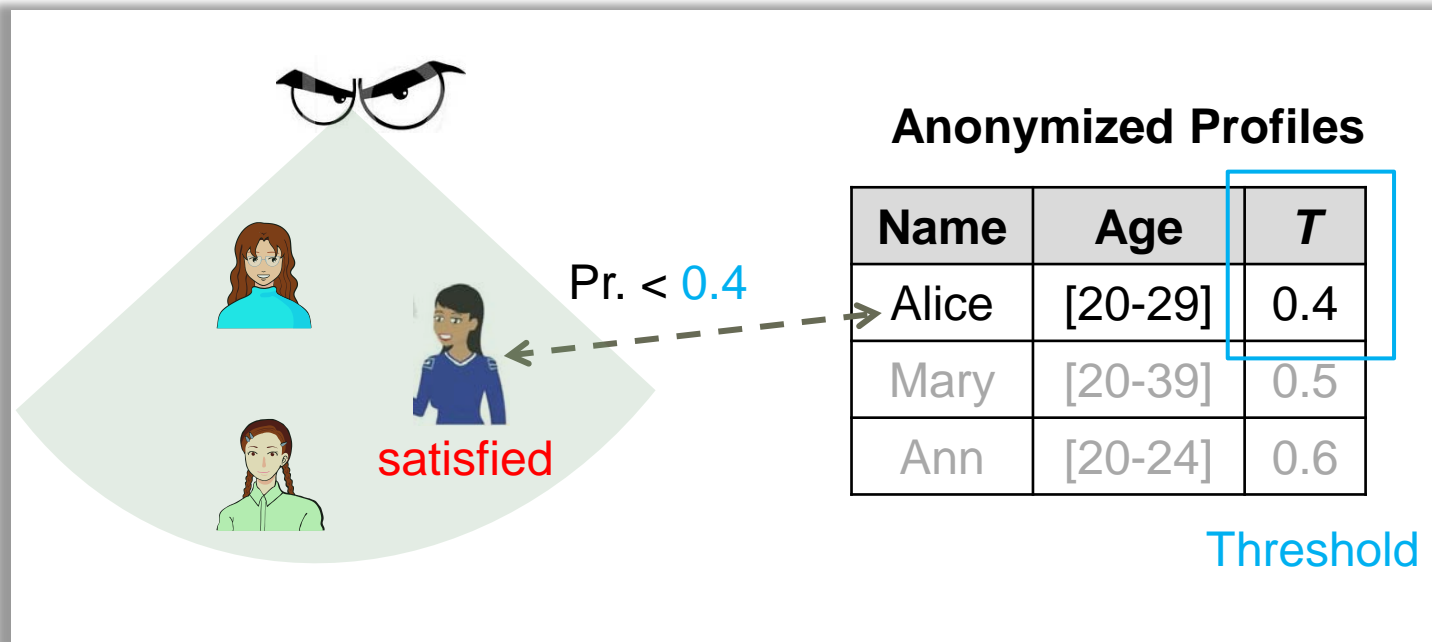 Anonymized Profiles
Name Age T
Pr. < 0.4
Alice [20-29] 0.4
Mary [20-39] 0.5
satisfied
Ann [20-24] 0.6
Threshold